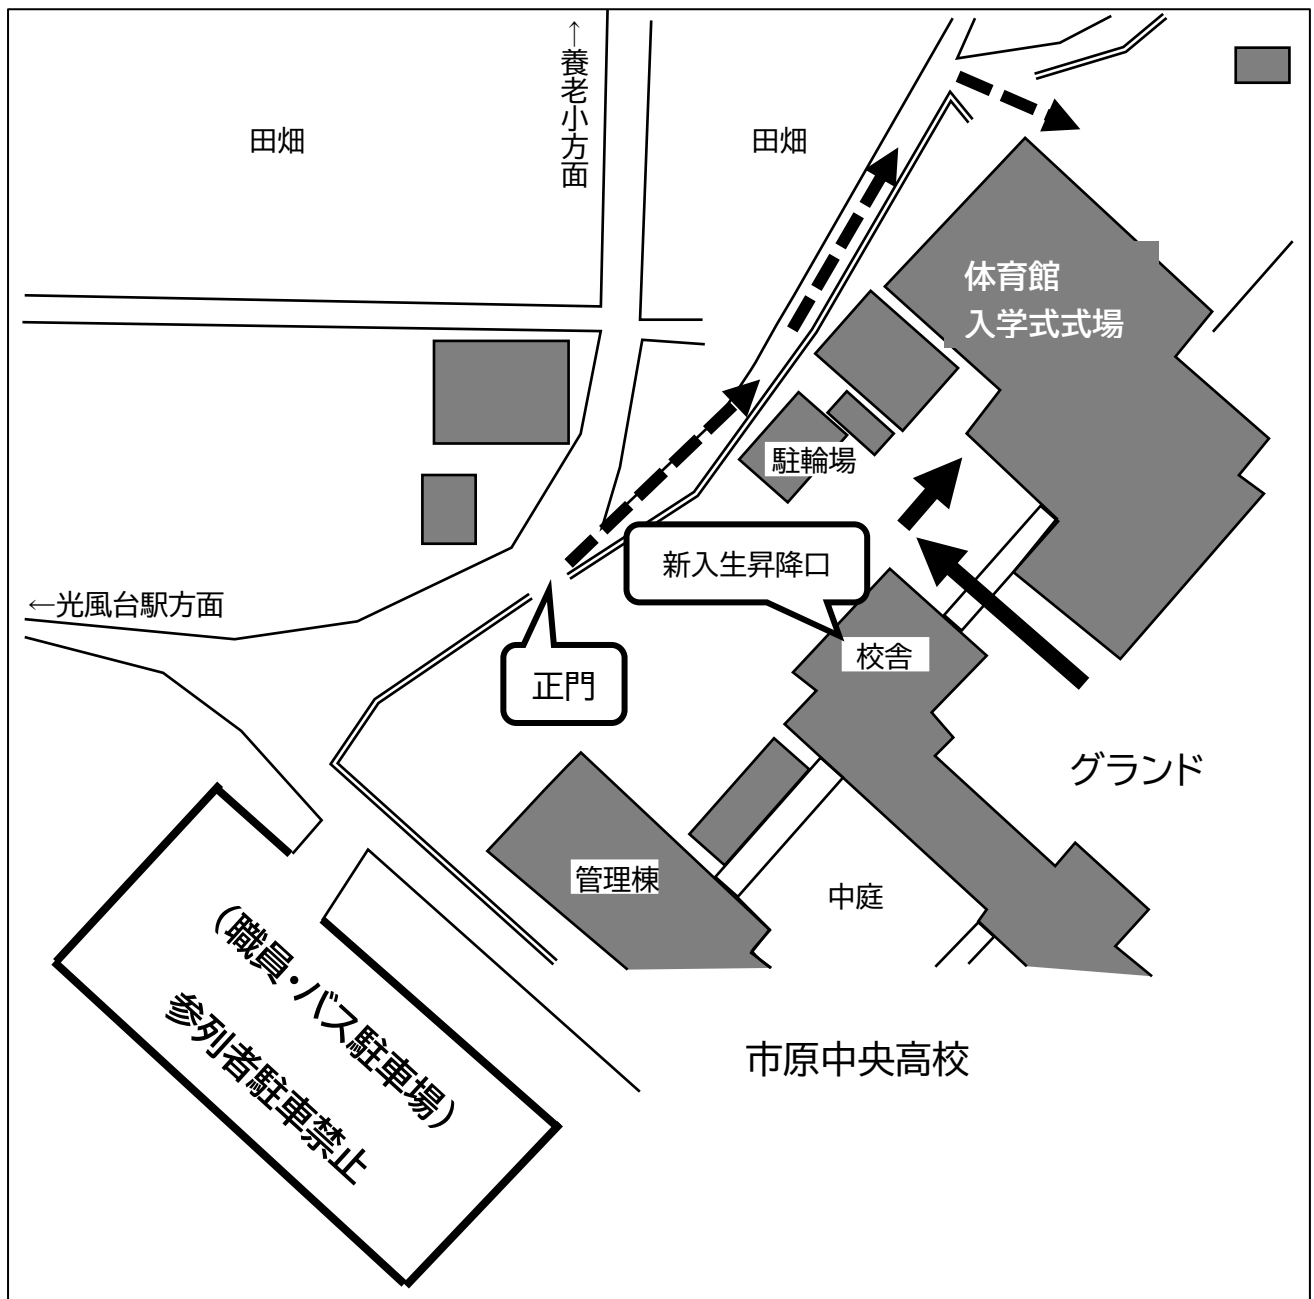 ↑養老小方面
田畑
田畑
体育館
入学式式場
駐輪場
新入生昇降口
←光風台駅方面
校舎
正門
グランド
管理棟
中庭
（職員・バス駐車場）
参列者駐車禁止
市原中央高校